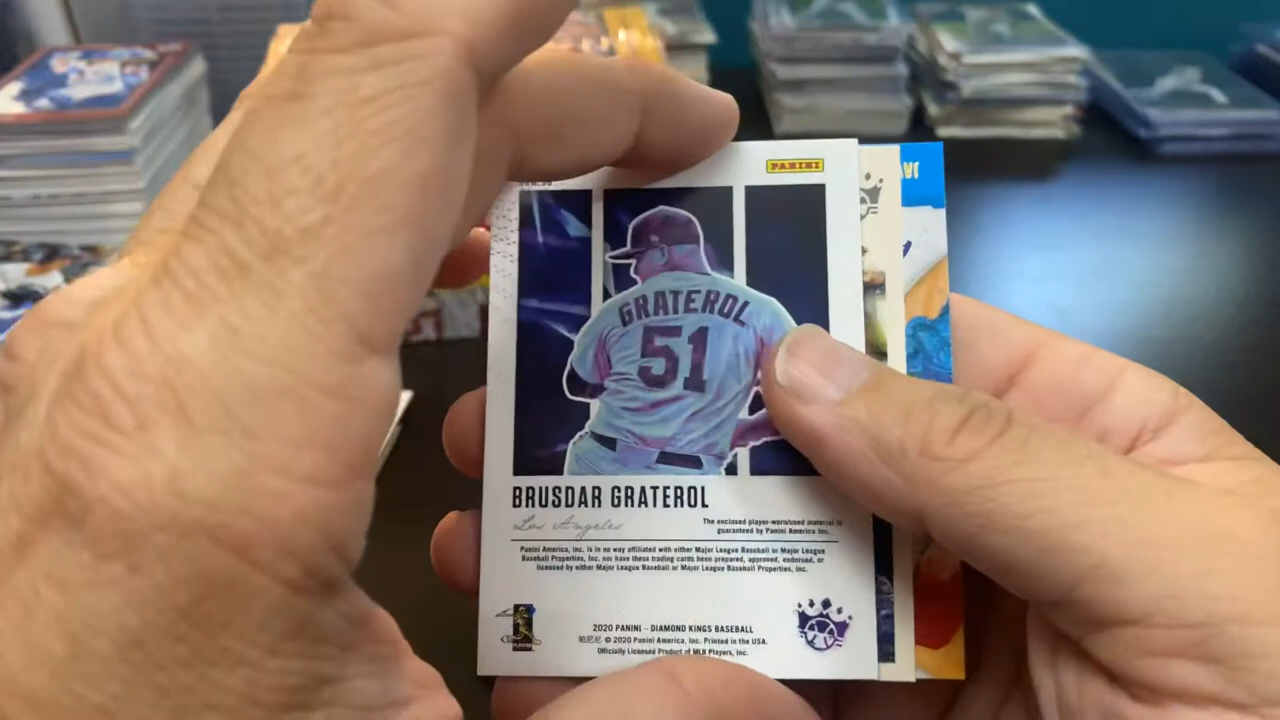 PANINI
GRATEROL
51
BRUSDAR GRATEROL
Los Angeles
The enclosed player-worn/used material is
guaranteed by Panini America Inc.
Panini America, Inc. is in no way affiliated with either Major League Baseball or Major League
Baseball Properties, Inc. nor have these trading cards been prepared, approved, endorsed, or
licensed by either Major League Baseball or Major League Baseball Properties, Inc.
2020 PANINI – DIAMOND KINGS BASEBALL
帕尼尼 © 2020 Panini America, Inc. Printed in the USA.
Officially Licensed Product of MLB Players, Inc.
PLAYERS